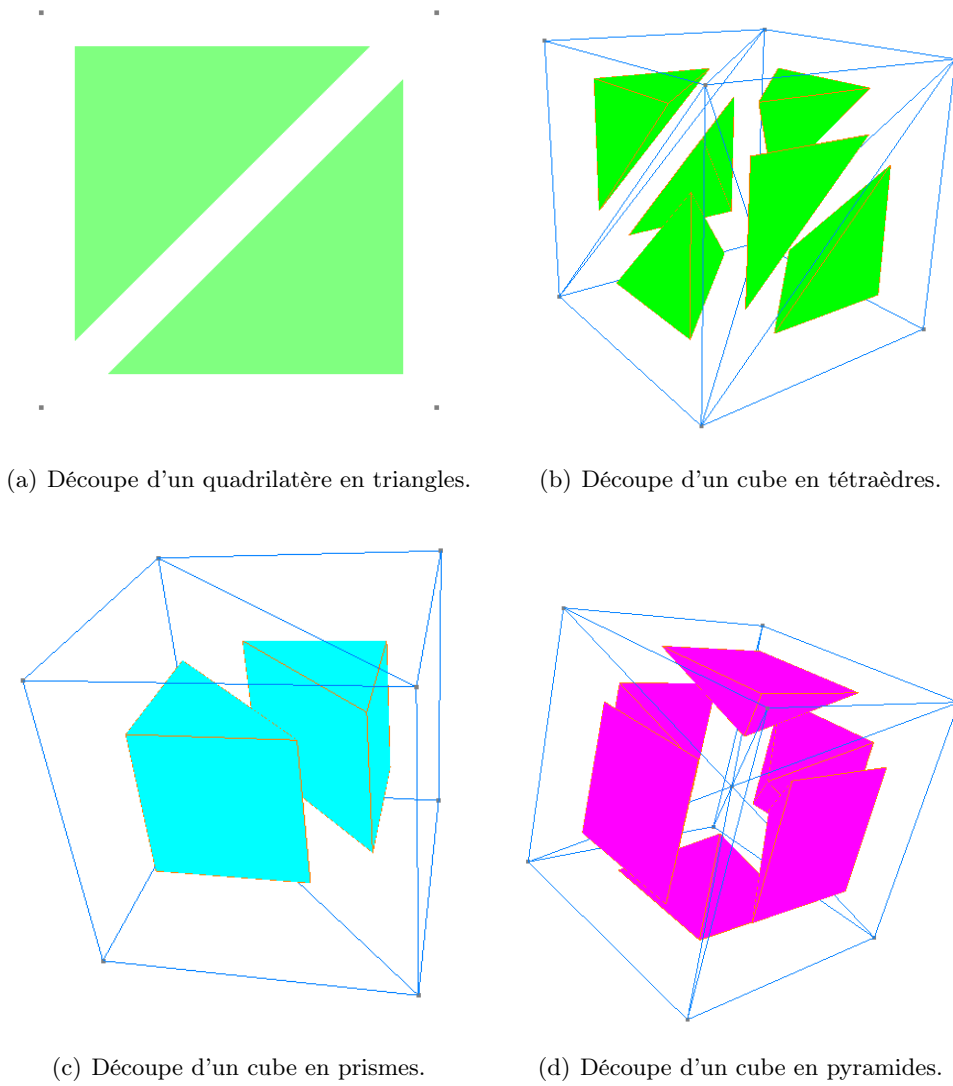 (a) Découpe d'un quadrilatère en triangles.
(b) Découpe d'un cube en tétraèdres.
(c) Découpe d'un cube en prismes.
(d) Découpe d'un cube en pyramides.